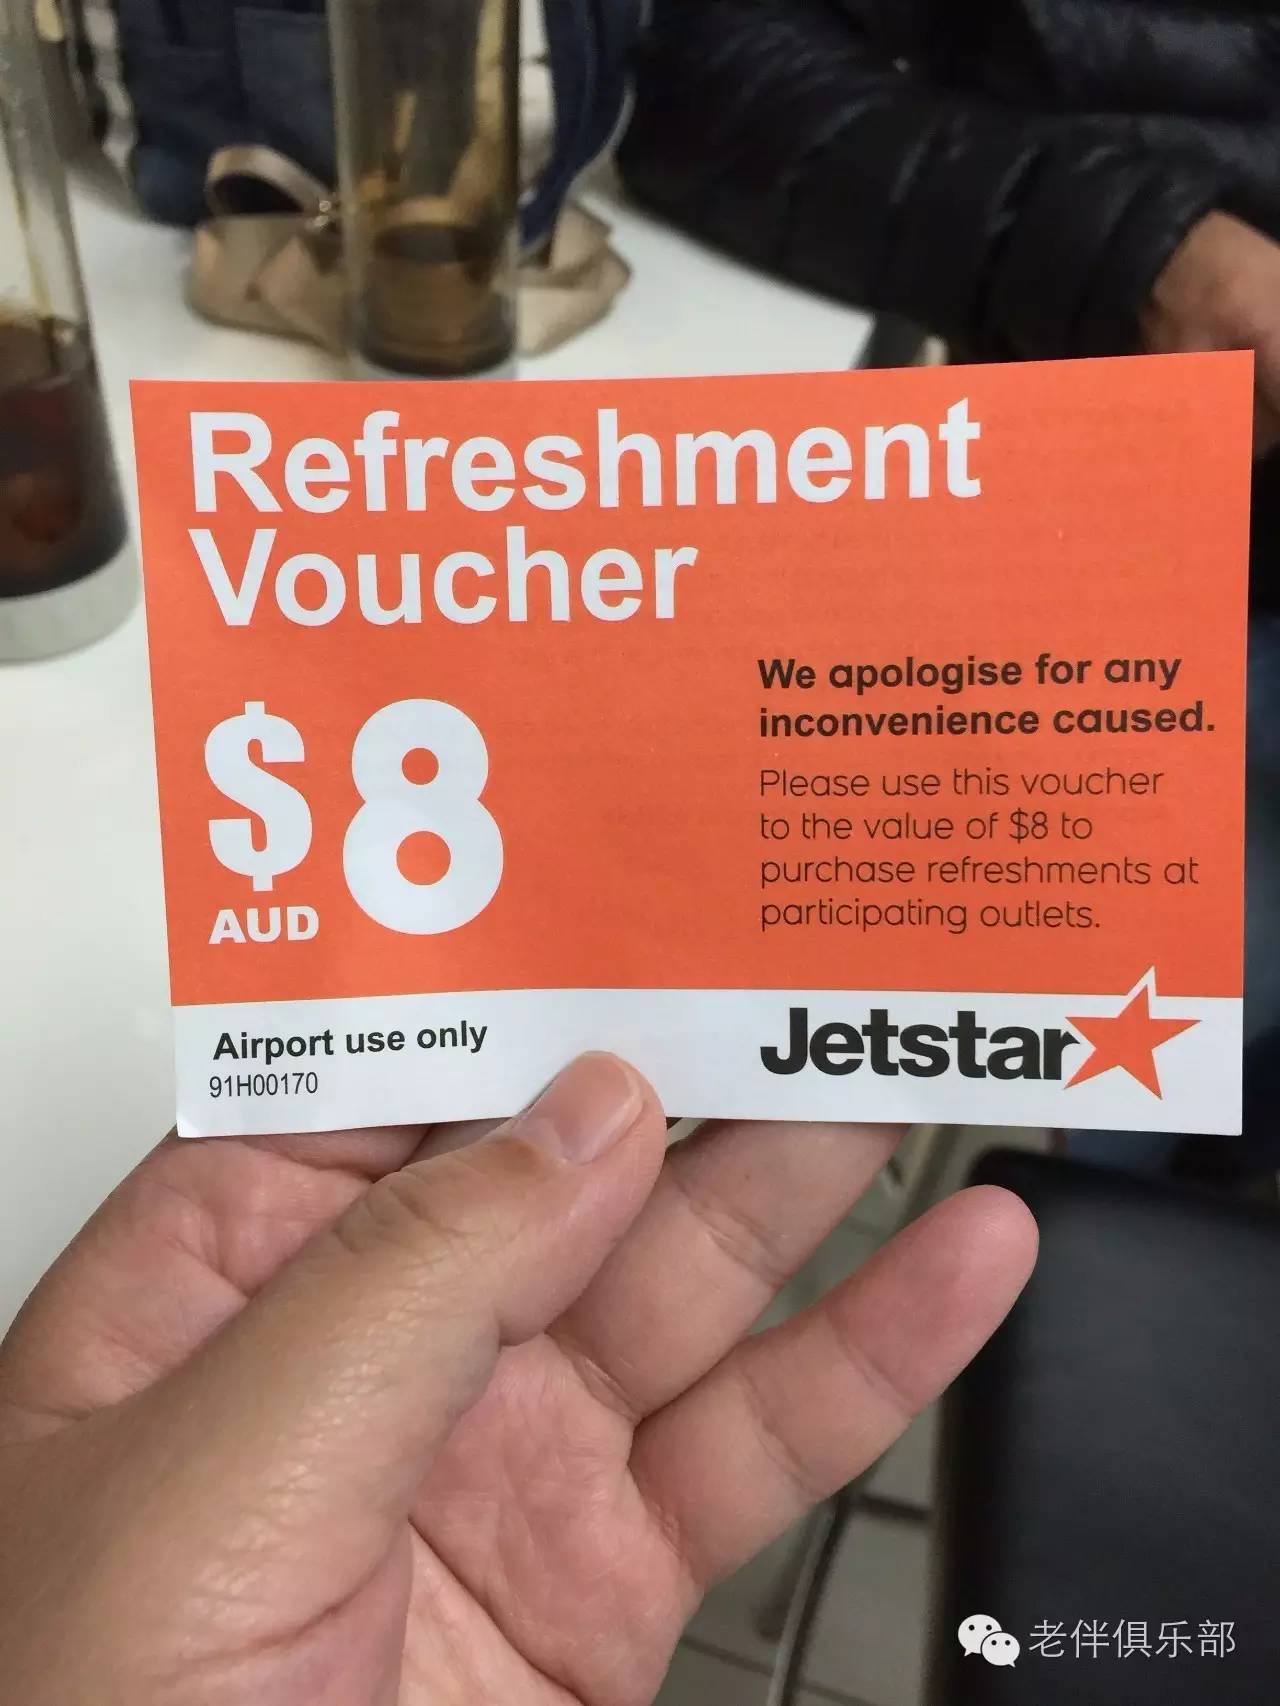 Refreshment
Voucher
$8
AUD
We apologise for any
inconvenience caused.
Please use this voucher
to the value of $8 to
purchase refreshments at
participating outlets.
Airport use only
91H00170
Jetstar
老伴俱乐部